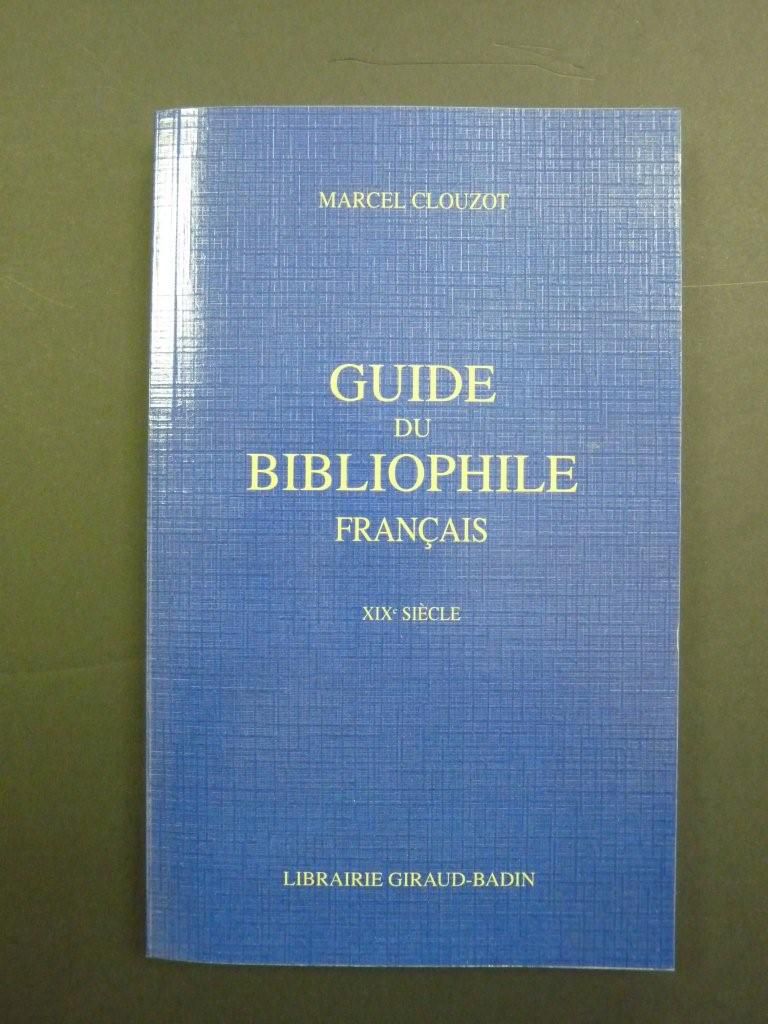 MARCEL CLOUZOT
GUIDE
DU
BIBLIOPHILE
FRANÇAIS
XIXᵉ SIÈCLE
LIBRAIRIE GIRAUD-BADIN